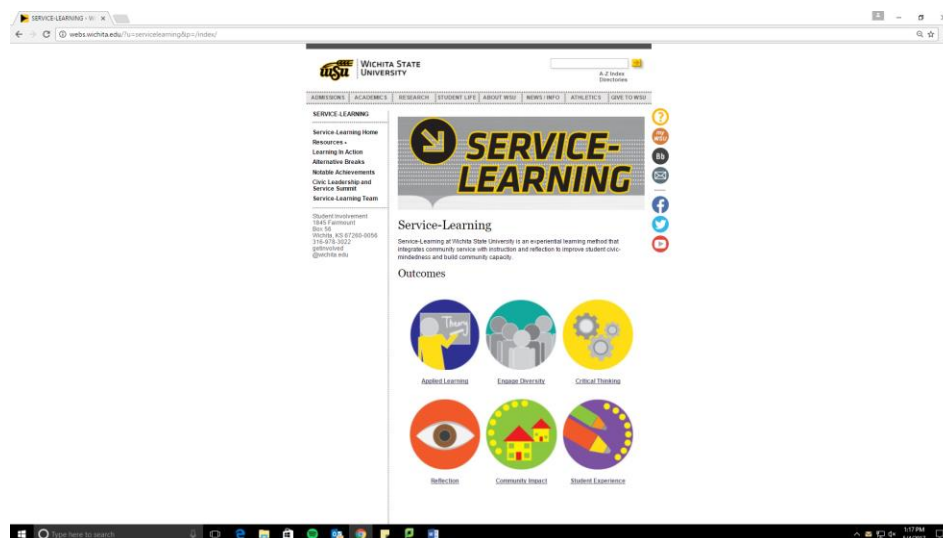 SERVICE-LEARNING - W
webs.wichita.edu/?u=servicelearning&p=/index/
wsu
WICHITA STATE
UNIVERSITY
A-Z Index
Directories
ADMISSIONS ACADEMICS RESEARCH STUDENT LIFE ABOUT WSU NEWS / INFO ATHLETICS GIVE TO WSU
SERVICE-LEARNING
Service-Learning Home
Resources
Learning In Action
Alternative Breaks
Notable Achievements
Civic Leadership and
Service Summit
Service-Learning Team
Student Involvement
1845 Fairmount
Box 56
Wichita, KS 67260-0056
316-978-3022
getinvolved
@wichita.edu
SERVICE-
LEARNING
?
my
WSU
Bb
Service-Learning
Service-Learning at Wichita State University is an experiential learning method that
integrates community service with instruction and reflection to improve student civic-
mindedness and build community capacity.
Outcomes
Theory
Applied Learning Engage Diversity Critical Thinking
Reflection Community Impact Student Experience
Type here to search
1:17 PM